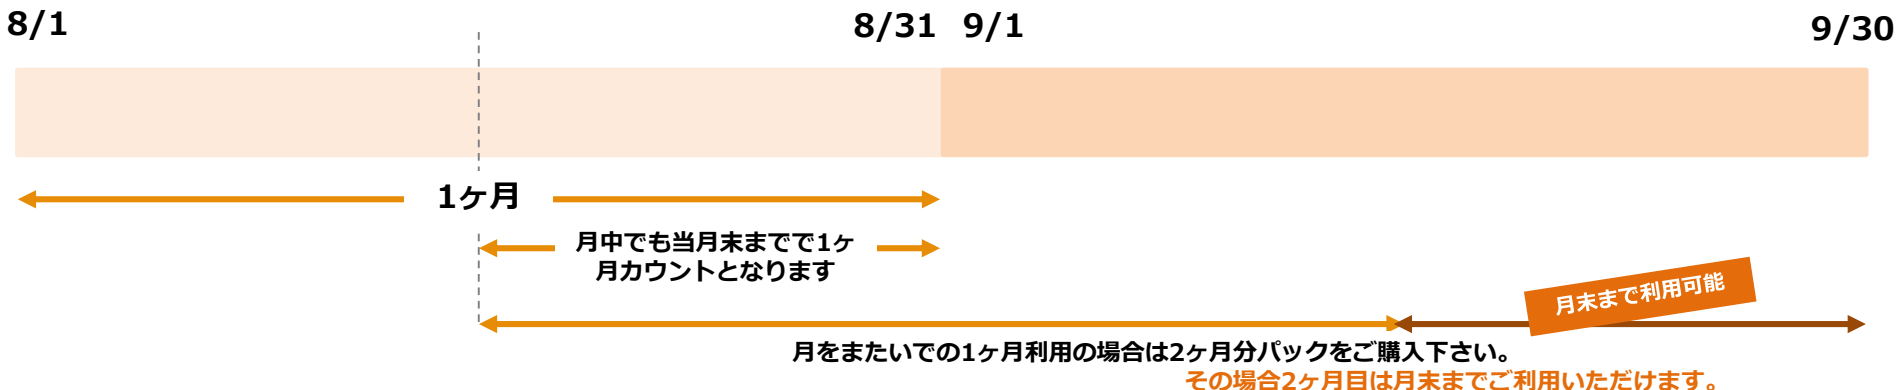 8/1
8/31
9/1
9/30
1ヶ月
月中でも当月末までで1ヶ
月カウントとなります
月末まで利用可能
月をまたいでの1ヶ月利用の場合は2ヶ月分パックをご購入下さい。
その場合2ヶ月目は月末までご利用いただけます。